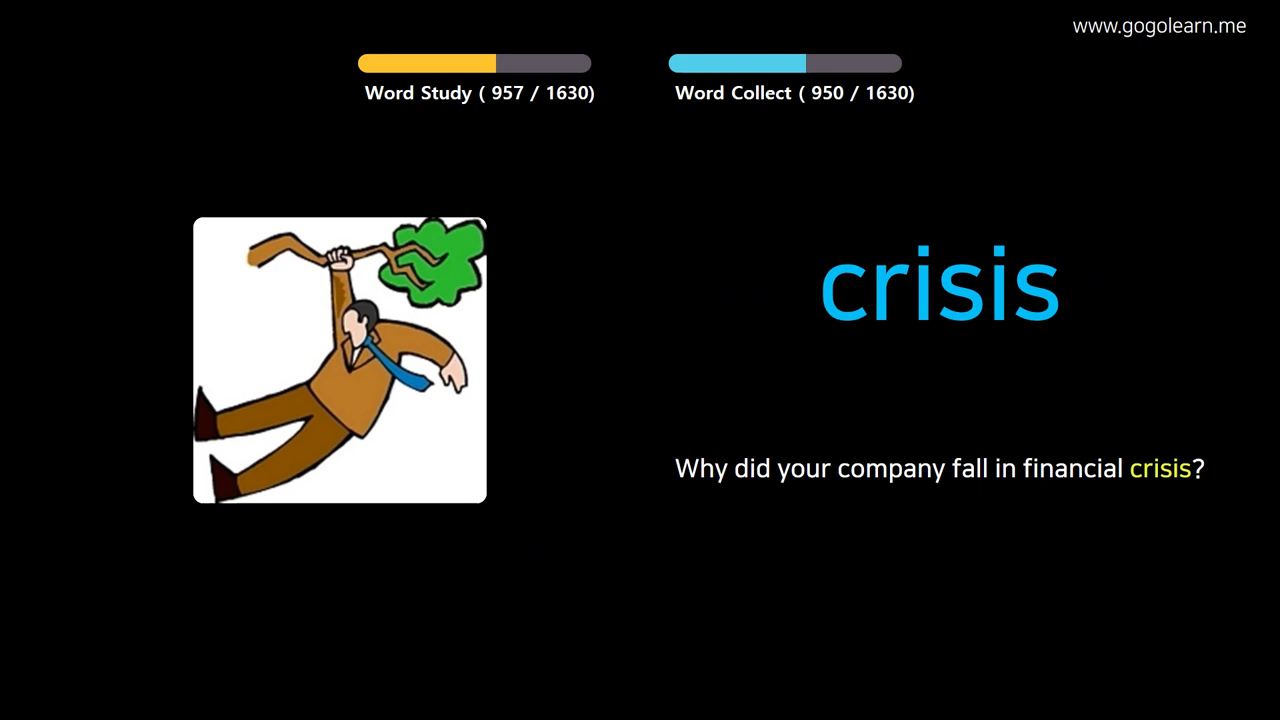 www.gogolearn.me
Word Study ( 957 / 1630)
Word Collect ( 950 / 1630)
crisis
Why did your company fall in financial crisis?